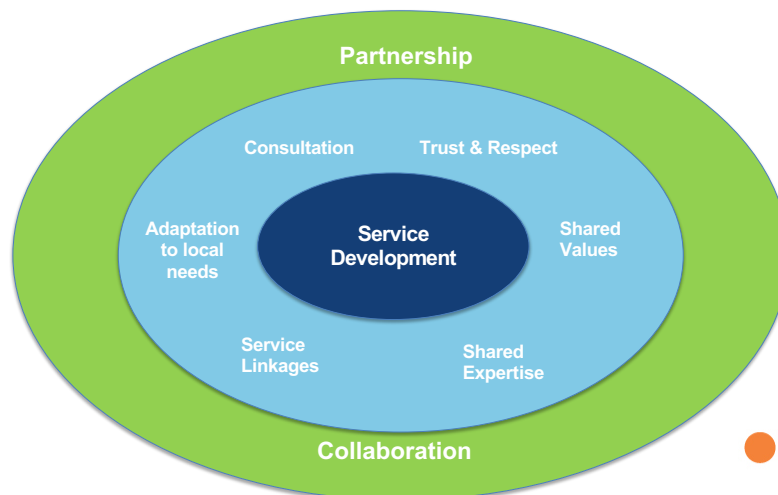 Partnership
Consultation
Trust & Respect
Adaptation
to local
needs
Service
Development
Shared
Values
Service
Linkages
Shared
Expertise
Collaboration